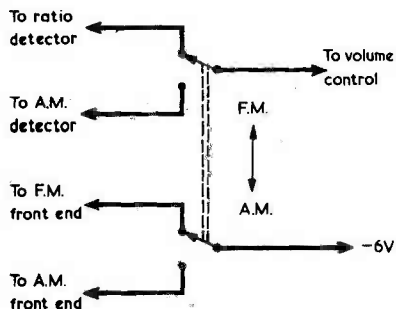 To ratio
detector
To volume
control
To A.M.
detector
F.M.
A.M.
To F.M.
front end
-6V
To A.M.
front end